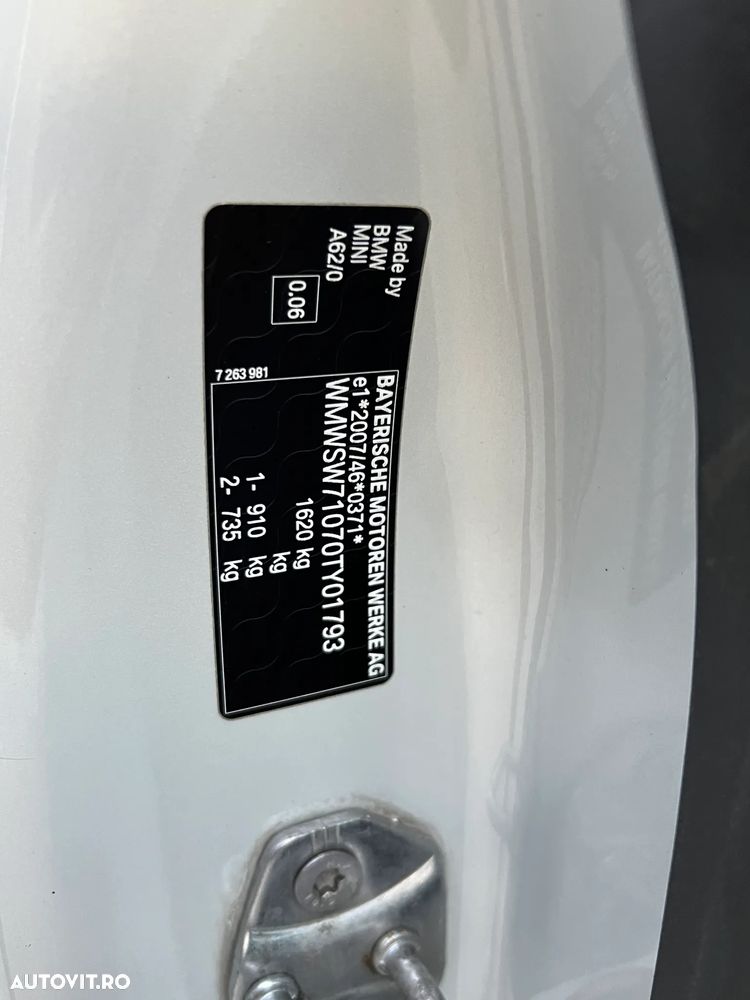 Made by
BMW
MINI
A62/0
0.06
7 263 981
BAYERISCHE MOTOREN WERKE AG
e1*2007/46*0371*
WMWSW71070TY01793
1620 kg
kg
1- 910 kg
2- 735 kg
AUTOVIT.RO